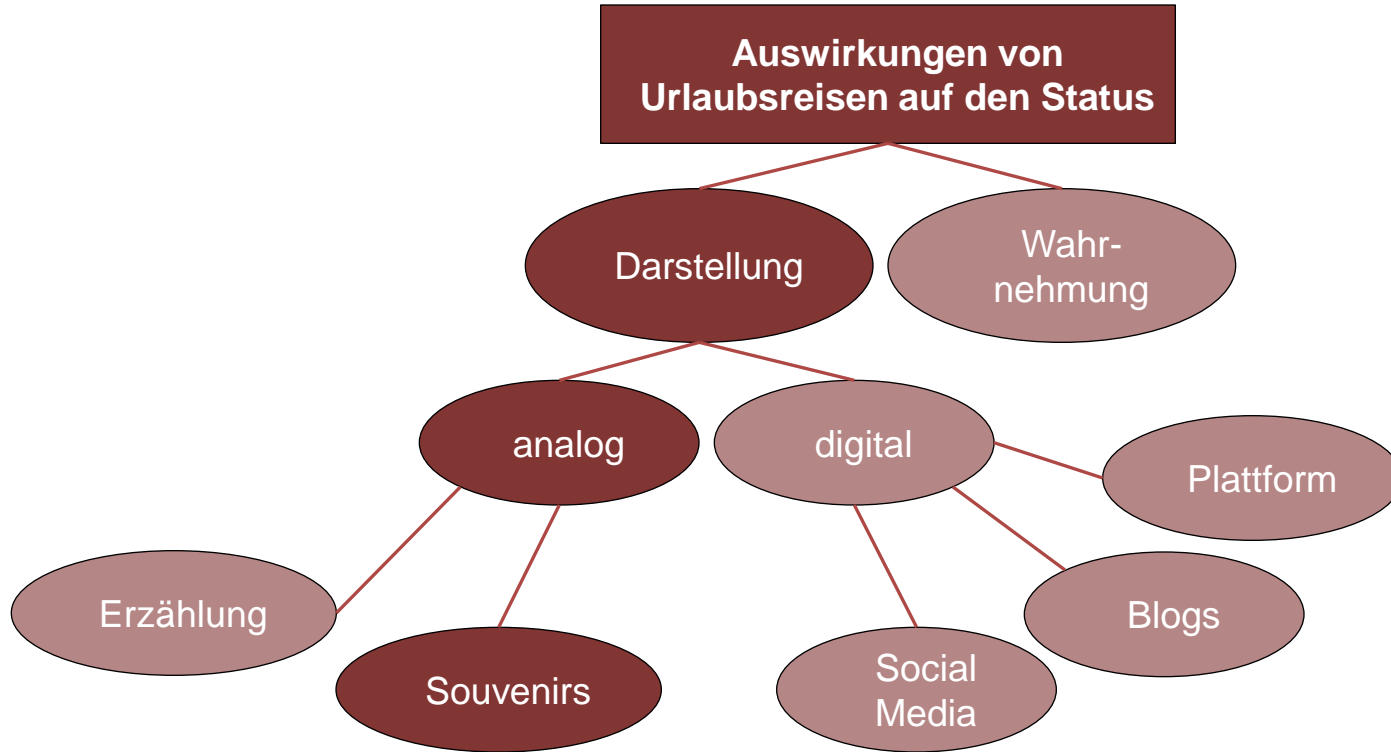 Auswirkungen von
Urlaubsreisen auf den Status
Darstellung
Wahr-
nehmung
analog
digital
Plattform
Erzählung
Blogs
Souvenirs
Social
Media